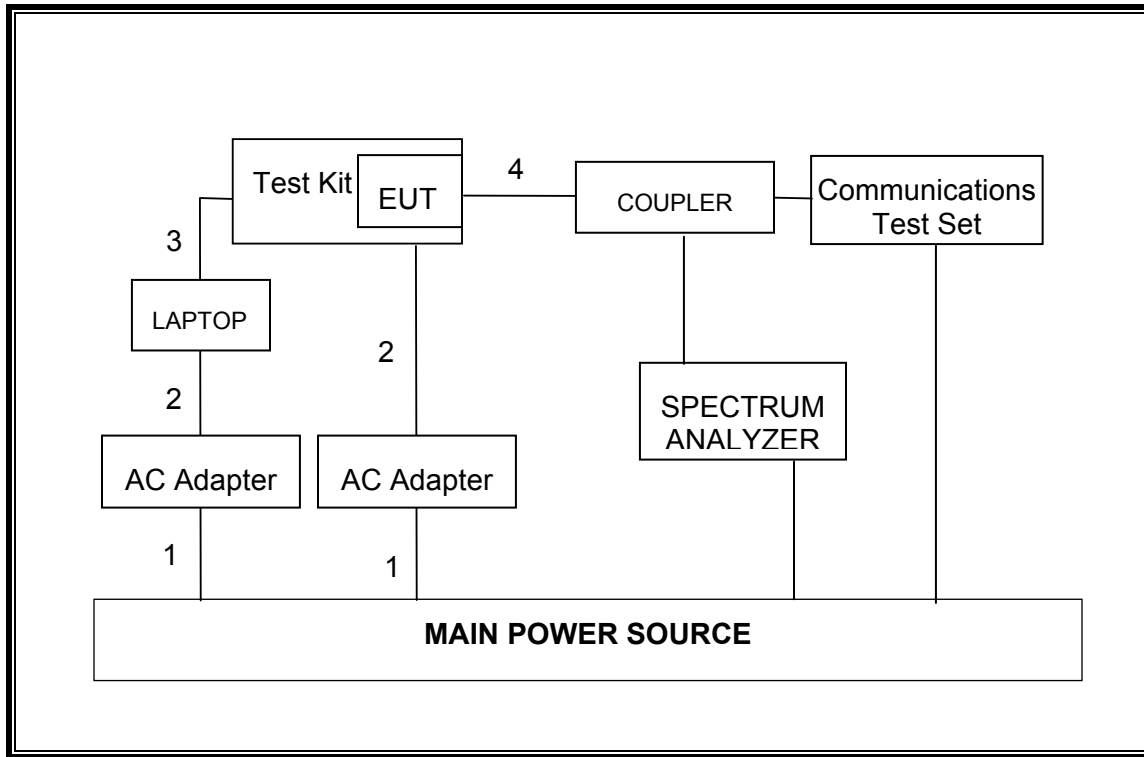 Test Kit
EUT
4
COUPLER
Communications
Test Set
3
LAPTOP
2
2
SPECTRUM
ANALYZER
AC Adapter
AC Adapter
1
1
MAIN POWER SOURCE